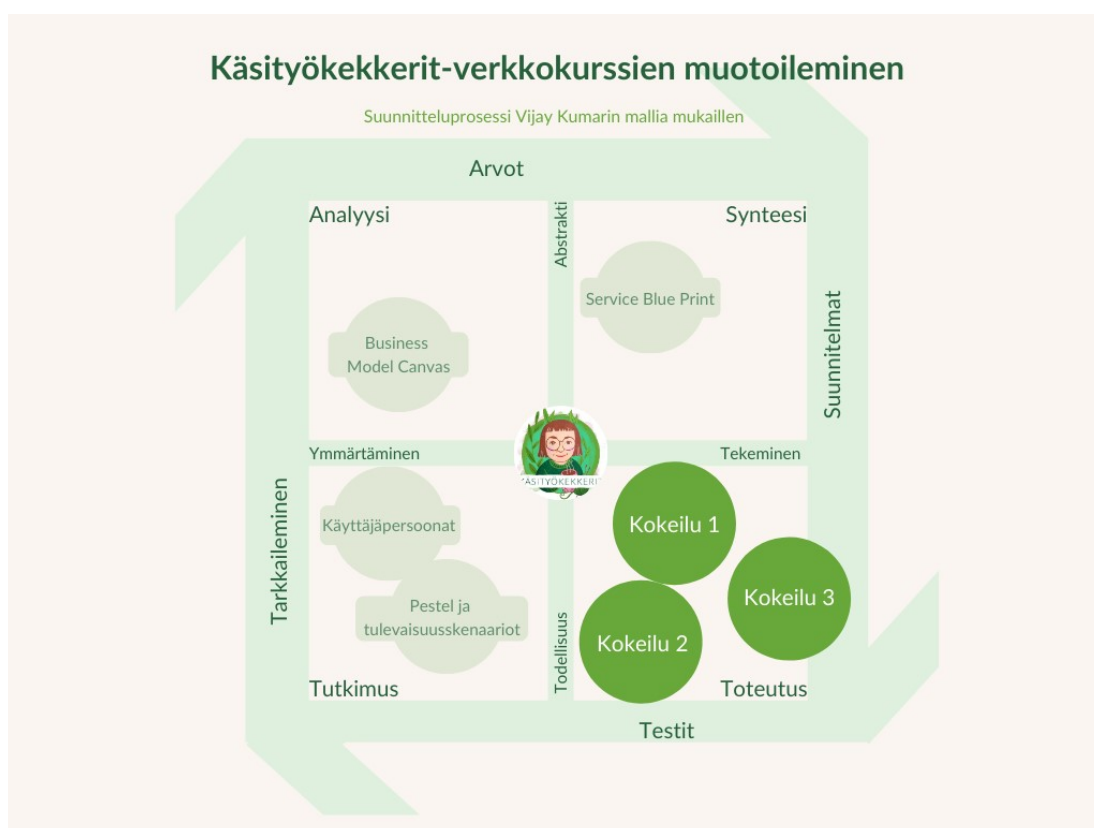 Käsityökekkerit-verkkokurssien muotoileminen
Suunnitteluprosessi Vijay Kumarin mallia mukaillen
Arvot
Analyysi
Abstrakti
Synteesi
Service Blue Print
Business
Model Canvas
Suunnitelmat
Ymmärtäminen
Tekeminen
KÄSITYÖKEKKERIT
Käyttäjäpersoonat
Kokeilu 1
Tarkkaileminen
Pestel ja
tulevaisuusskenaariot
Kokeilu 3
Kokeilu 2
Todellisuus
Tutkimus
Toteutus
Testit